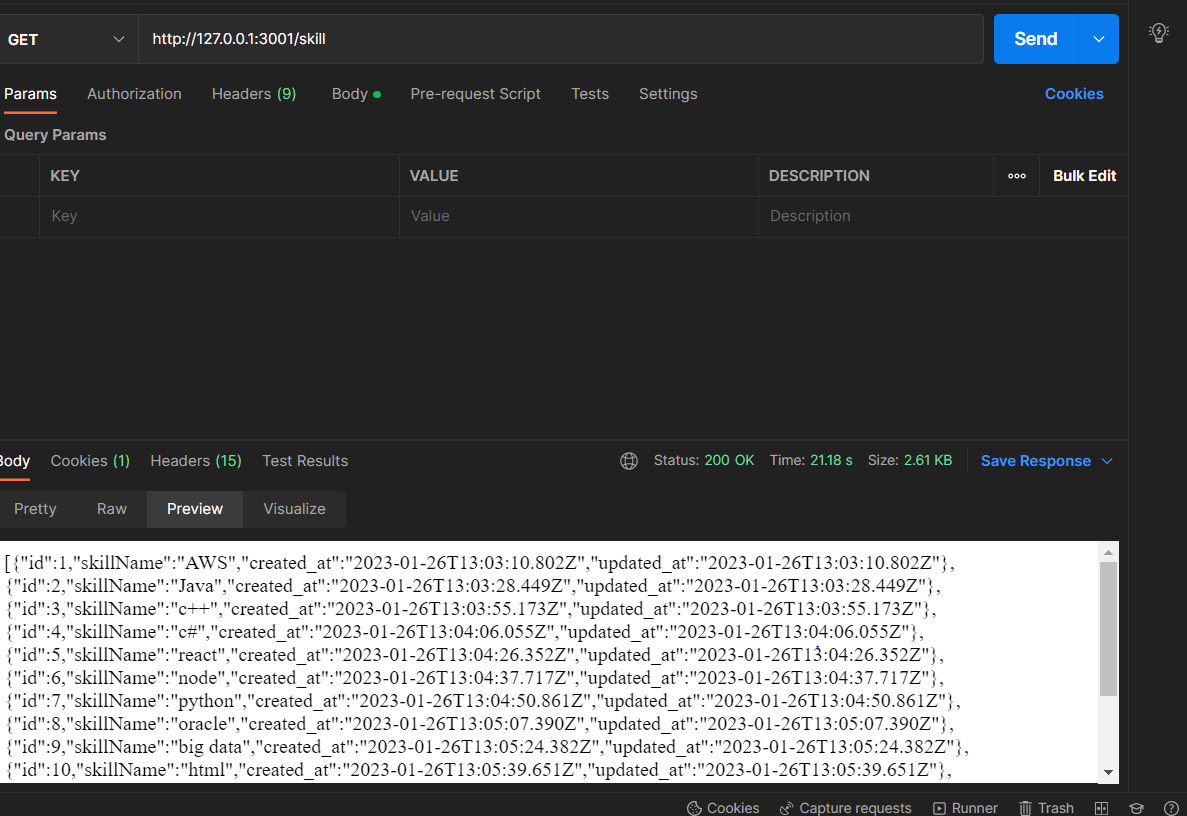 GET http://127.0.0.1:3001/skill Send
Params Authorization Headers (9) Body Pre-request Script Tests Settings Cookies
Query Params
KEY VALUE DESCRIPTION Bulk Edit
Key Value Description
Body Cookies (1) Headers (15) Test Results Status: 200 OK Time: 21.18 s Size: 2.61 KB Save Response
Pretty Raw Preview Visualize
[{"id":1,"skillName":"AWS","created_at":"2023-01-26T13:03:10.802Z","updated_at":"2023-01-26T13:03:10.802Z"},
{"id":2,"skillName":"Java","created_at":"2023-01-26T13:03:28.449Z","updated_at":"2023-01-26T13:03:28.449Z"},
{"id":3,"skillName":"c++","created_at":"2023-01-26T13:03:55.173Z","updated_at":"2023-01-26T13:03:55.173Z"},
{"id":4,"skillName":"c#","created_at":"2023-01-26T13:04:06.055Z","updated_at":"2023-01-26T13:04:06.055Z"},
{"id":5,"skillName":"react","created_at":"2023-01-26T13:04:26.352Z","updated_at":"2023-01-26T13:04:26.352Z"},
{"id":6,"skillName":"node","created_at":"2023-01-26T13:04:37.717Z","updated_at":"2023-01-26T13:04:37.717Z"},
{"id":7,"skillName":"python","created_at":"2023-01-26T13:04:50.861Z","updated_at":"2023-01-26T13:04:50.861Z"},
{"id":8,"skillName":"oracle","created_at":"2023-01-26T13:05:07.390Z","updated_at":"2023-01-26T13:05:07.390Z"},
{"id":9,"skillName":"big data","created_at":"2023-01-26T13:05:24.382Z","updated_at":"2023-01-26T13:05:24.382Z"},
{"id":10,"skillName":"html","created_at":"2023-01-26T13:05:39.651Z","updated_at":"2023-01-26T13:05:39.651Z"},
Cookies Capture requests Runner Trash